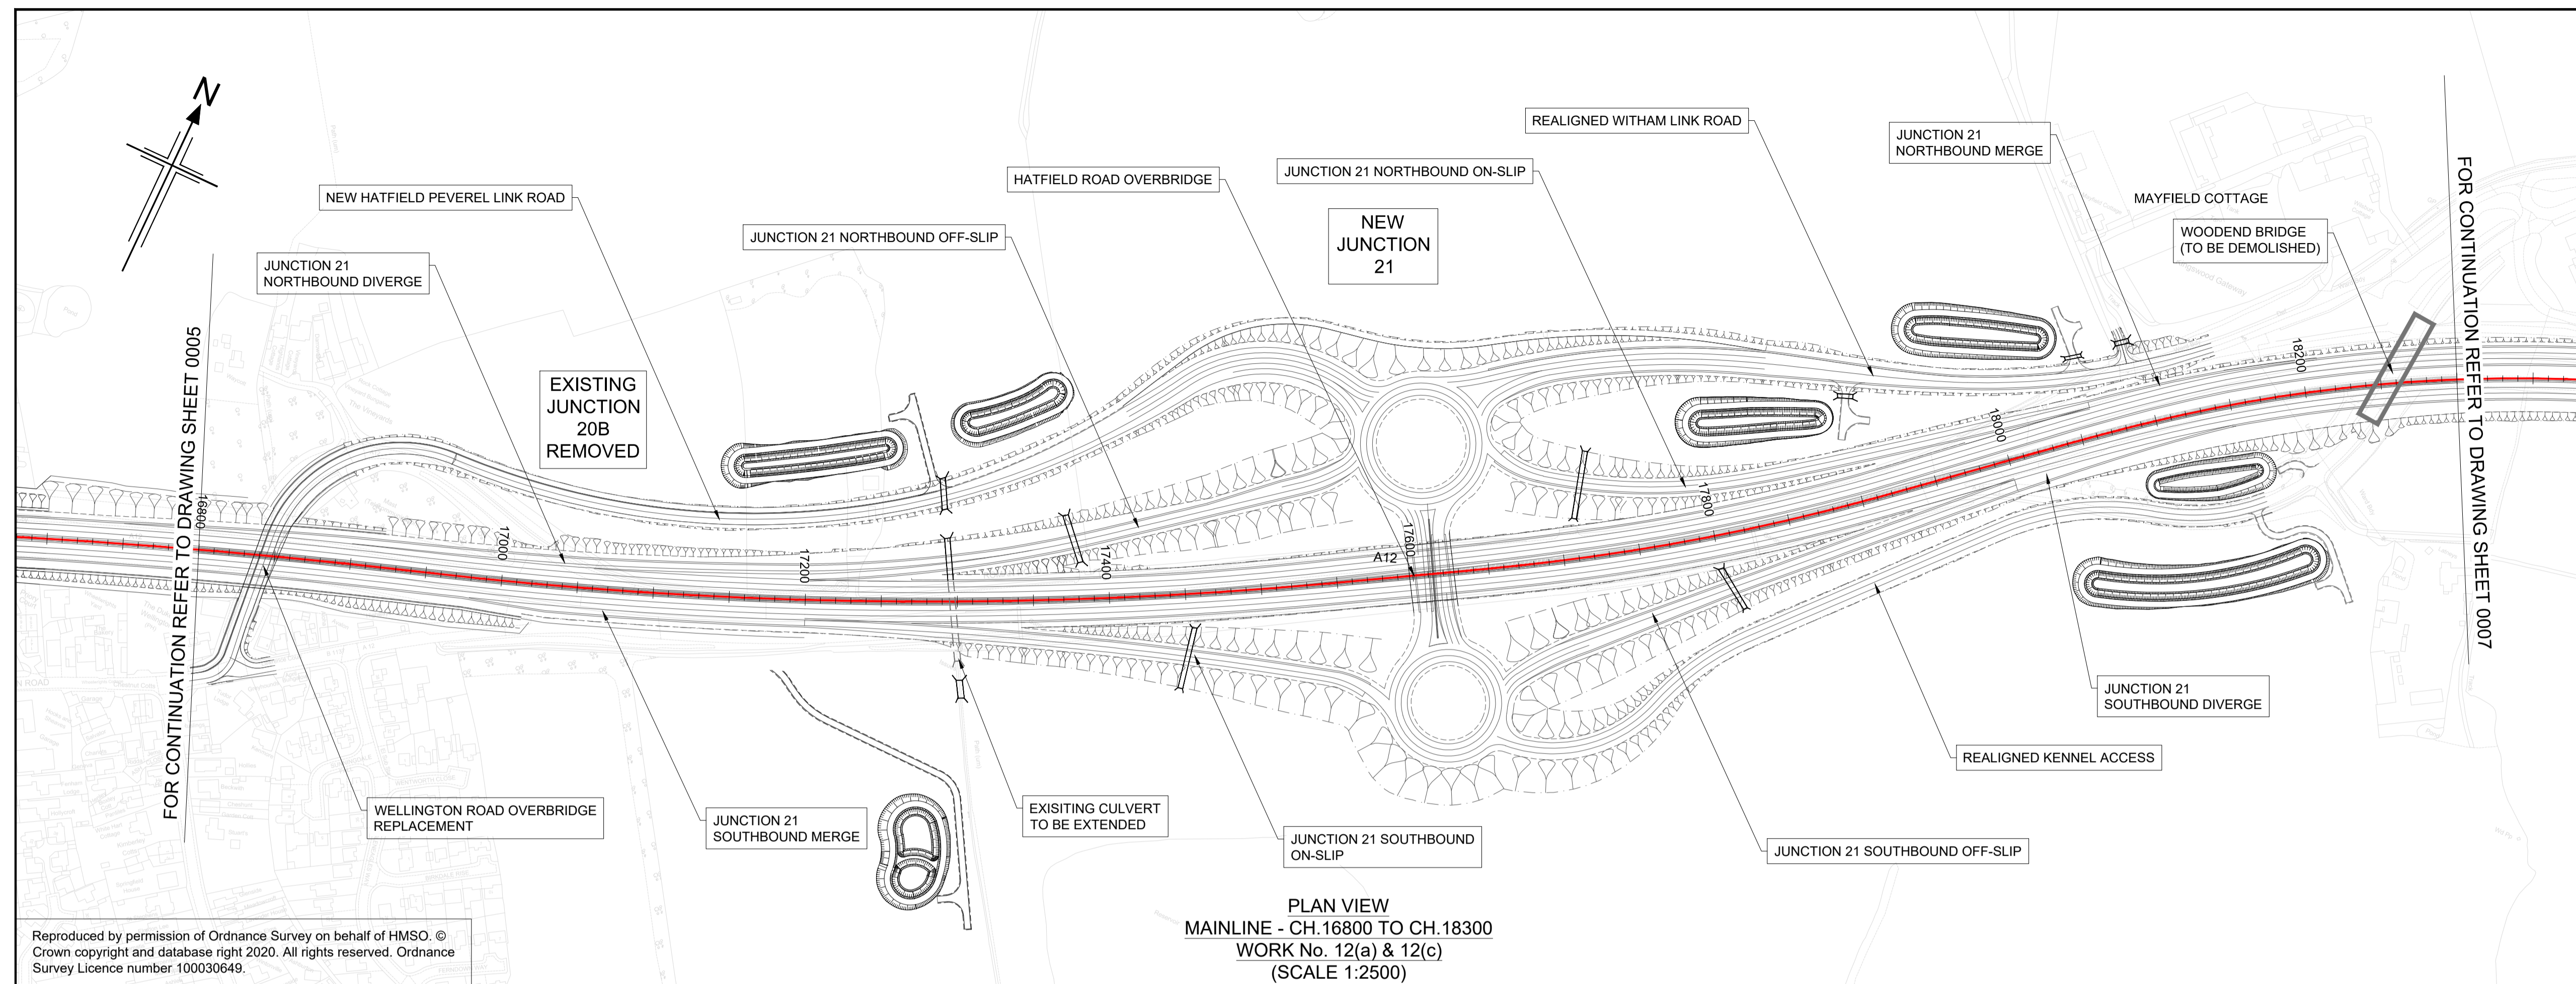 N
NEW HATFIELD PEVEREL LINK ROAD
JUNCTION 21
NORTHBOUND DIVERGE
JUNCTION 21 NORTHBOUND OFF-SLIP
HATFIELD ROAD OVERBRIDGE
JUNCTION 21 NORTHBOUND ON-SLIP
REALIGNED WITHAM LINK ROAD
JUNCTION 21
NORTHBOUND MERGE
MAYFIELD COTTAGE
WOODEND BRIDGE
(TO BE DEMOLISHED)
NEW
JUNCTION
21
EXISTING
JUNCTION
20B
REMOVED
FOR CONTINUATION REFER TO DRAWING SHEET 0005
FOR CONTINUATION REFER TO DRAWING SHEET 0007
16800
17000
17200
17400
17600
17800
18000
18200
A12
WELLINGTON ROAD OVERBRIDGE
REPLACEMENT
JUNCTION 21
SOUTHBOUND MERGE
EXISITING CULVERT
TO BE EXTENDED
JUNCTION 21 SOUTHBOUND
ON-SLIP
JUNCTION 21 SOUTHBOUND OFF-SLIP
REALIGNED KENNEL ACCESS
JUNCTION 21
SOUTHBOUND DIVERGE
PLAN VIEW
MAINLINE - CH.16800 TO CH.18300
WORK No. 12(a) & 12(c)
(SCALE 1:2500)
Reproduced by permission of Ordnance Survey on behalf of HMSO. ©
Crown copyright and database right 2020. All rights reserved. Ordnance
Survey Licence number 100030649.